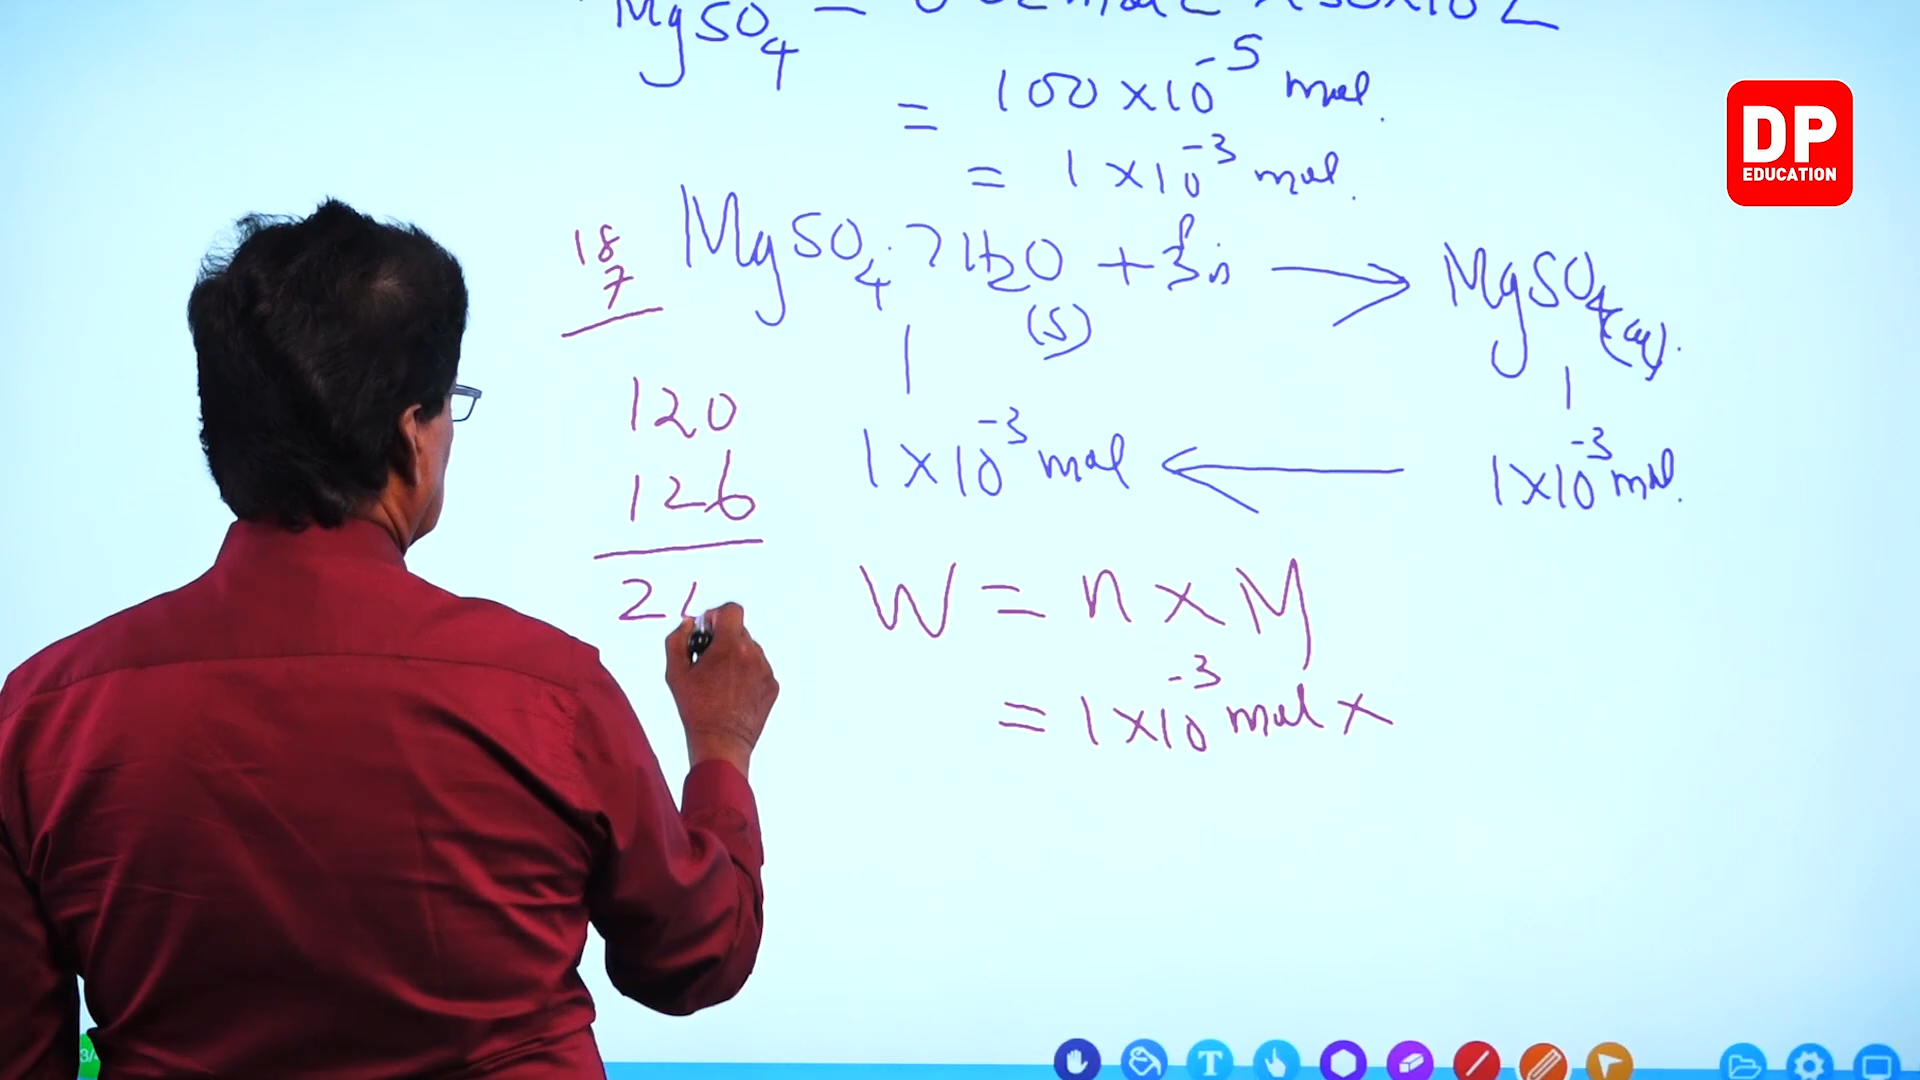 MgSO4
= 100 × 10^-5 mol.
= 1 × 10^-3 mol.
DP
EDUCATION
18
7
MgSO4·7H2O (s) + → MgSO4(aq).
1 1
120
126
24
1 × 10^-3 mol ← 1 × 10^-3 mol.
W = n × M
= 1 × 10^-3 mol ×
T